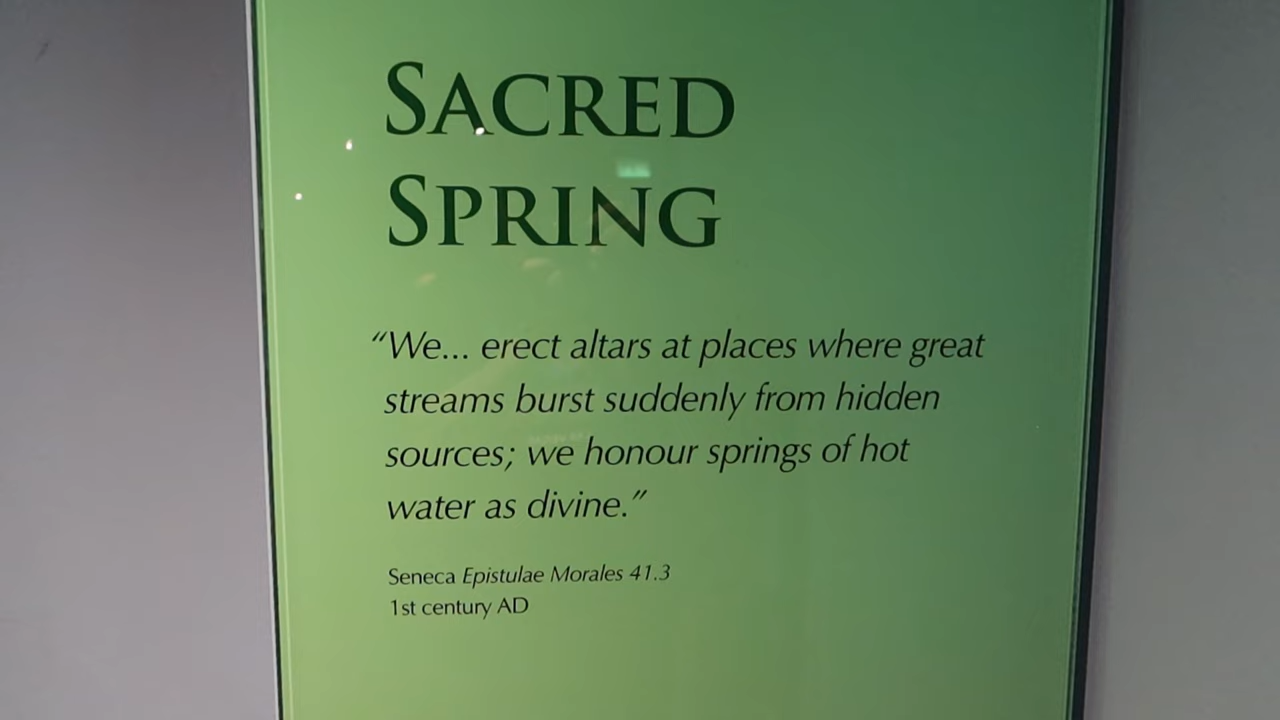 SACRED
SPRING
“We... erect altars at places where great
streams burst suddenly from hidden
sources; we honour springs of hot
water as divine.”
Seneca Epistulae Morales 41.3
1st century AD